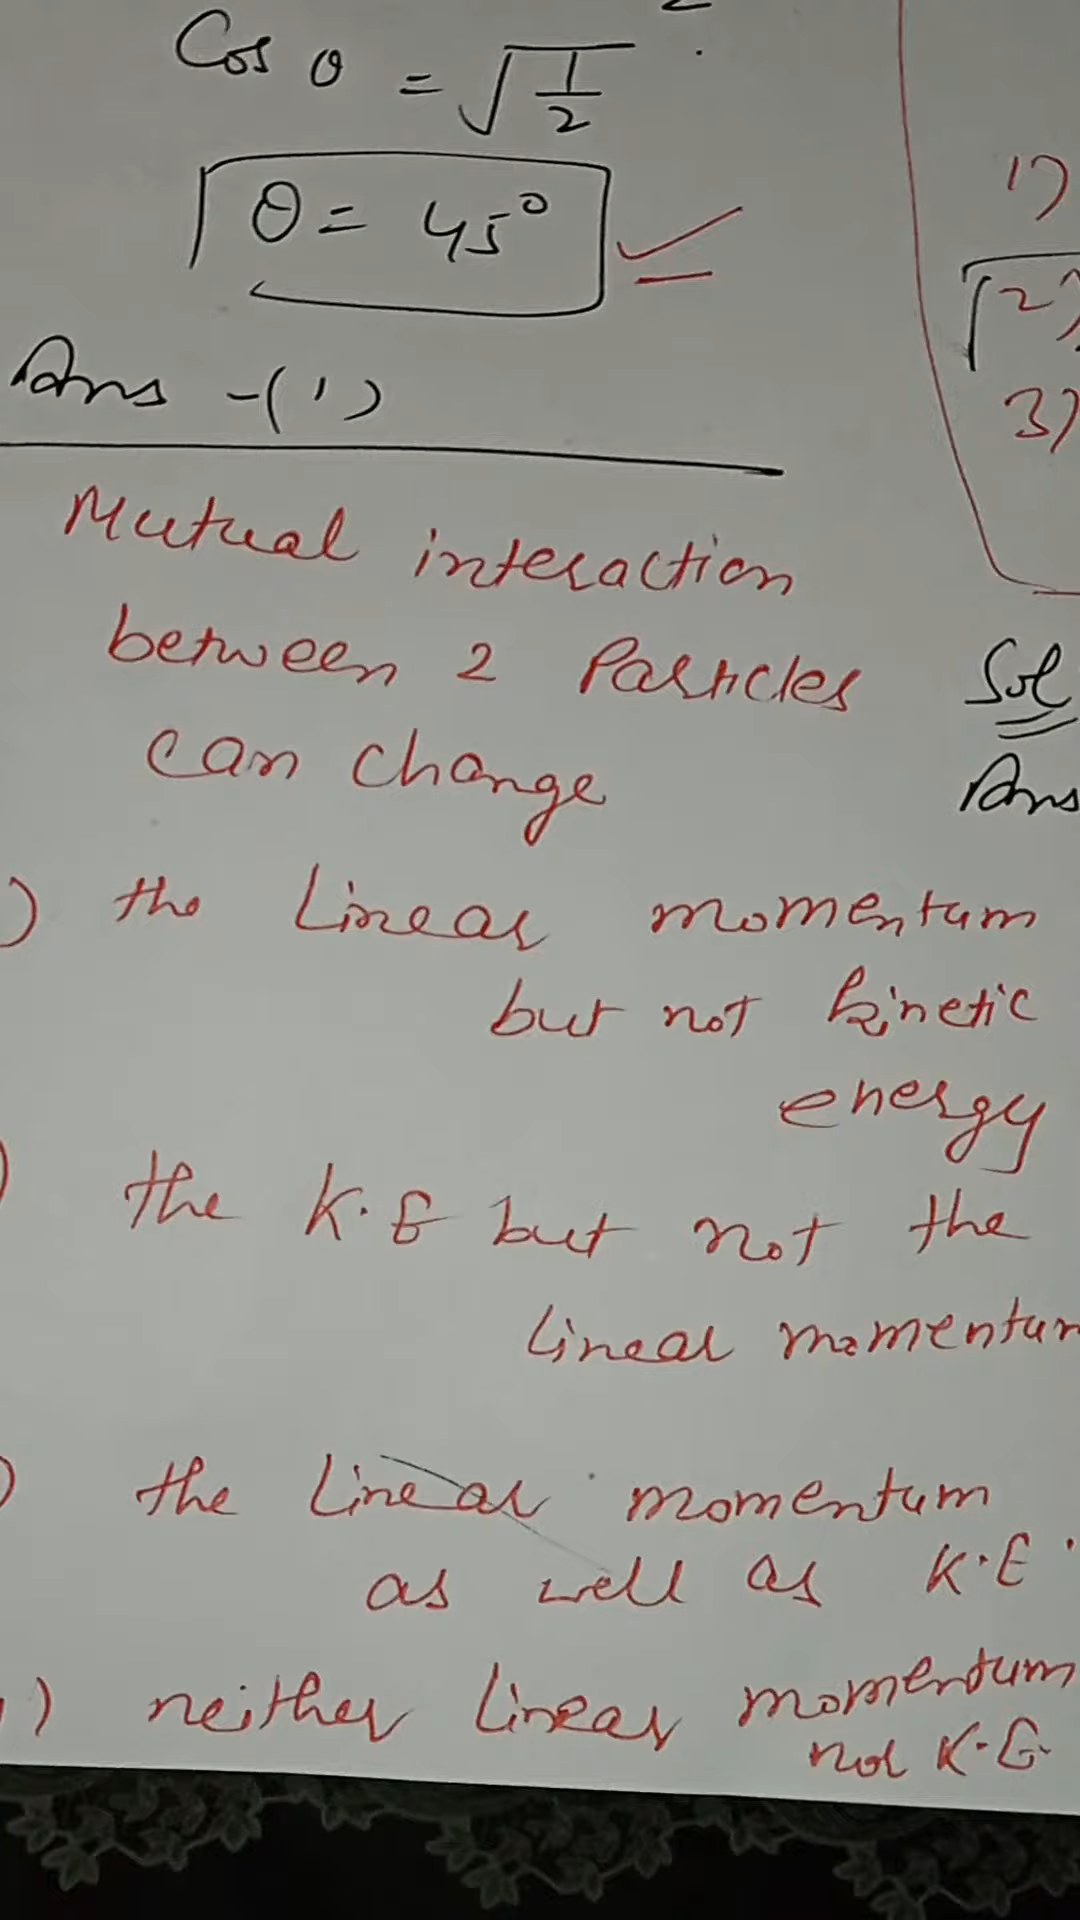 Cos θ = √1/2
θ = 45°
Ans -(1)
Mutual interaction
between 2 Particles
can change
) the Linear momentum
but not kinetic
energy
) the K.E but not the
linear momentum
) the Linear momentum
as well as K.E.
) neither linear momentum
nor K.E.
1)
2)
3)
Sol
Ans